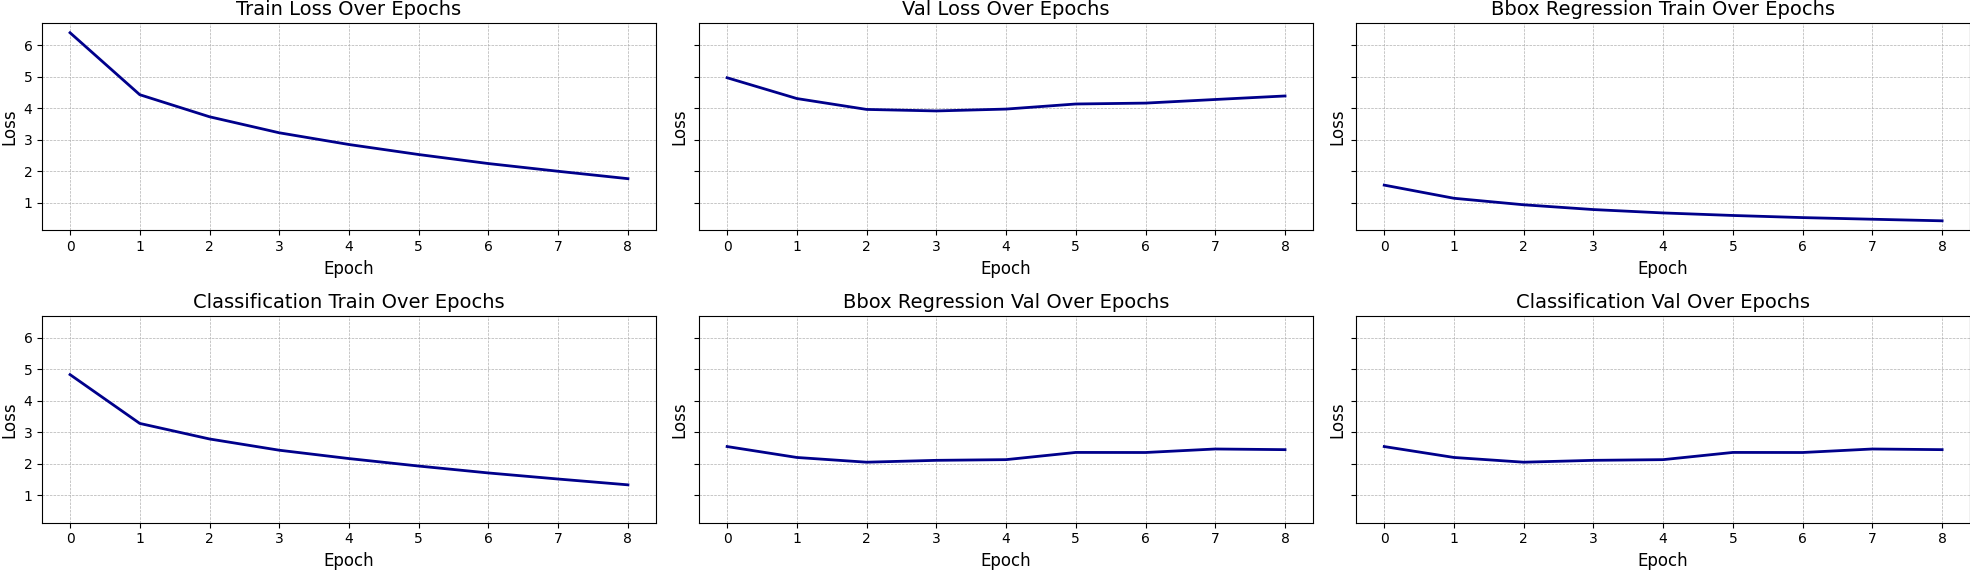 Train Loss Over Epochs
Val Loss Over Epochs
Bbox Regression Train Over Epochs
Loss
6
5
4
3
2
1
0 1 2 3 4 5 6 7 8
Epoch
Loss
0 1 2 3 4 5 6 7 8
Epoch
Loss
0 1 2 3 4 5 6 7 8
Epoch
Classification Train Over Epochs
Bbox Regression Val Over Epochs
Classification Val Over Epochs
Loss
6
5
4
3
2
1
0 1 2 3 4 5 6 7 8
Epoch
Loss
0 1 2 3 4 5 6 7 8
Epoch
Loss
0 1 2 3 4 5 6 7 8
Epoch